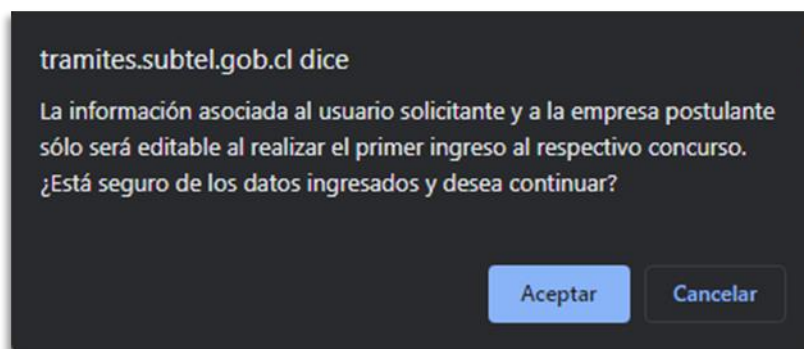 tramites.subtel.gob.cl dice
La información asociada al usuario solicitante y a la empresa postulante
sólo será editable al realizar el primer ingreso al respectivo concurso.
¿Está seguro de los datos ingresados y desea continuar?
Aceptar
Cancelar